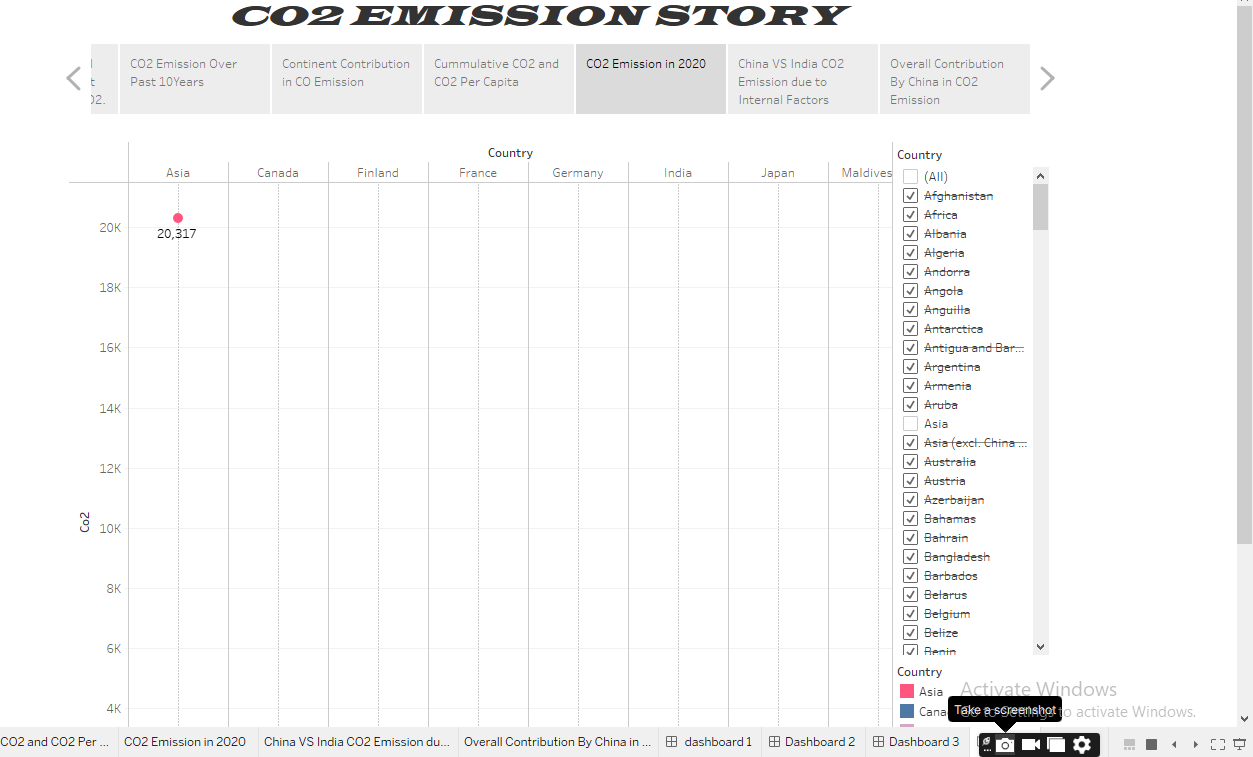 CO2 EMISSION STORY
t
O2.
CO2 Emission Over
Past 10Years
Continent Contribution
in CO Emission
Cummulative CO2 and
CO2 Per Capita
CO2 Emission in 2020
China VS India CO2
Emission due to
Internal Factors
Overall Contribution
By China in CO2
Emission
Country
Asia
Canada
Finland
France
Germany
India
Japan
Maldives
20,317
20K
18K
16K
14K
12K
10K
8K
6K
4K
Co2
Country
(All)
Afghanistan
Africa
Albania
Algeria
Andorra
Angola
Anguilla
Antarctica
Antigua and Bar...
Argentina
Armenia
Aruba
Asia
Asia (excl. China ...
Australia
Austria
Azerbaijan
Bahamas
Bahrain
Bangladesh
Barbados
Belarus
Belgium
Belize
Benin
Country
Asia
Cana
Activate Windows
Go to Settings to activate Windows.
Take a screenshot
CO2 and CO2 Per ...
CO2 Emission in 2020
China VS India CO2 Emission du...
Overall Contribution By China in ...
dashboard 1
Dashboard 2
Dashboard 3